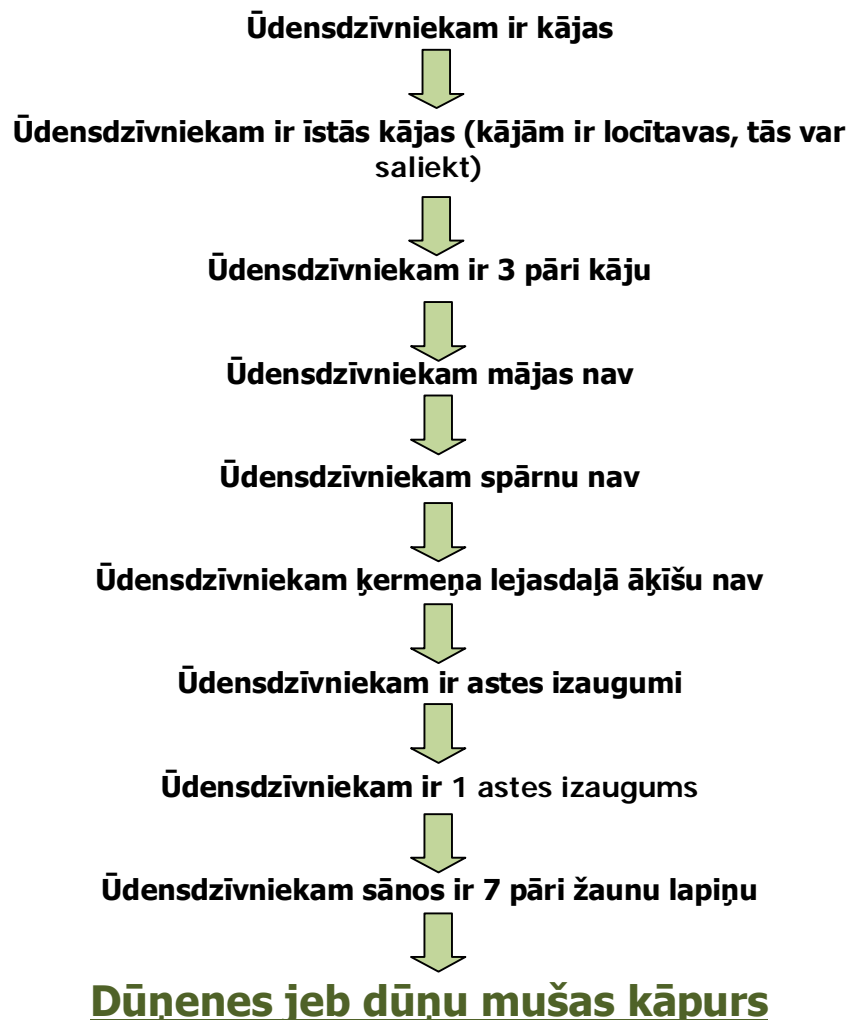 Ūdensdzīvniekam ir kājas
Ūdensdzīvniekam ir īstās kājas (kājām ir locītavas, tās var
saliekt)
Ūdensdzīvniekam ir 3 pāri kāju
Ūdensdzīvniekam mājas nav
Ūdensdzīvniekam spārnu nav
Ūdensdzīvniekam ķermeņa lejasdaļā āķīšu nav
Ūdensdzīvniekam ir astes izaugumi
Ūdensdzīvniekam ir 1 astes izaugums
Ūdensdzīvniekam sānos ir 7 pāri žaunu lapiņu
Dūņenes jeb dūņu mušas kāpurs